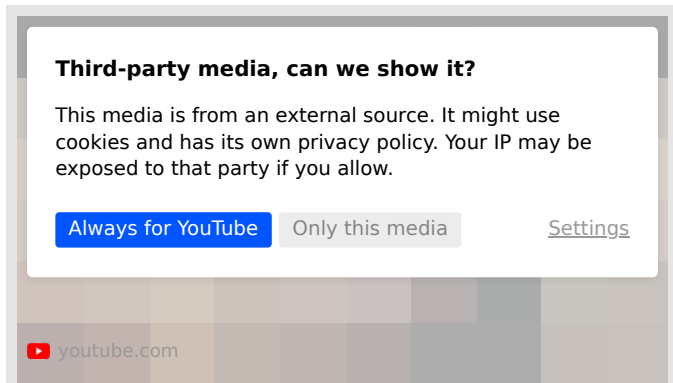 Third-party media, can we show it?
This media is from an external source. It might use
cookies and has its own privacy policy. Your IP may be
exposed to that party if you allow.
Always for YouTube
Only this media
Settings
youtube.com